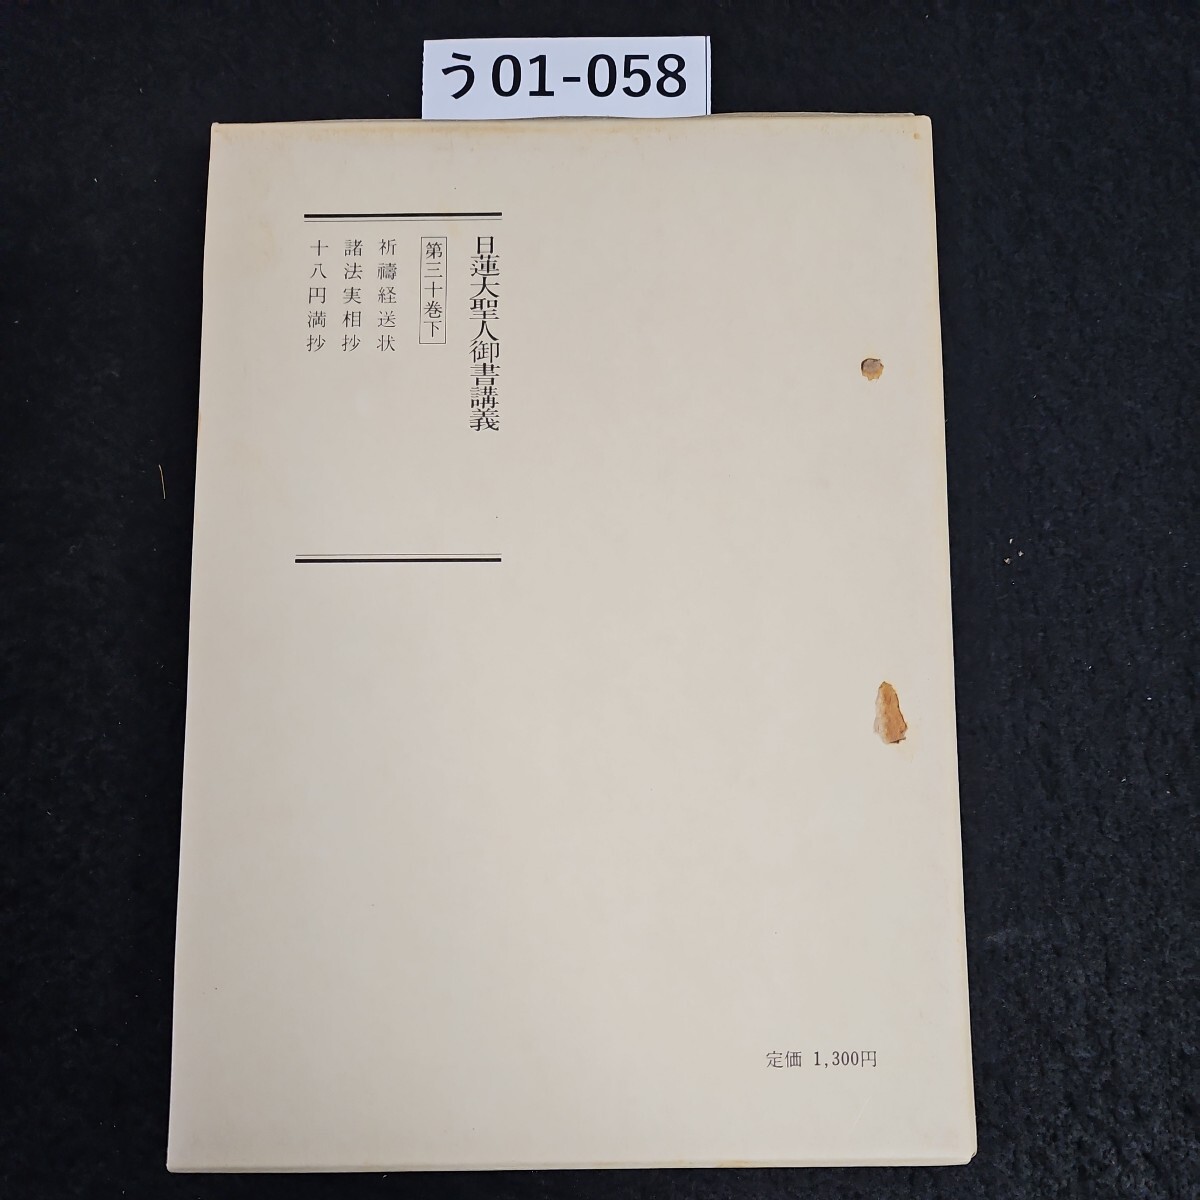 う01-058
日蓮大聖人御書講義
第三十巻下
祈禱経送状
諸法実相抄
十八円満抄
定価 1,300円